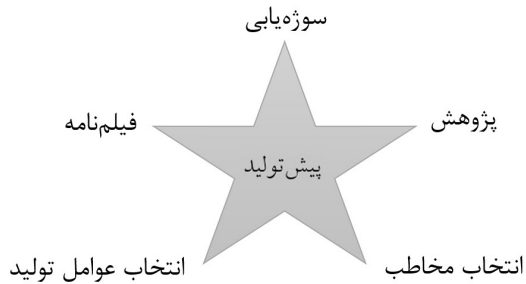 سوژه‌یابی
پژوهش
فیلم‌نامه
پیش‌تولید
انتخاب مخاطب
انتخاب عوامل تولید